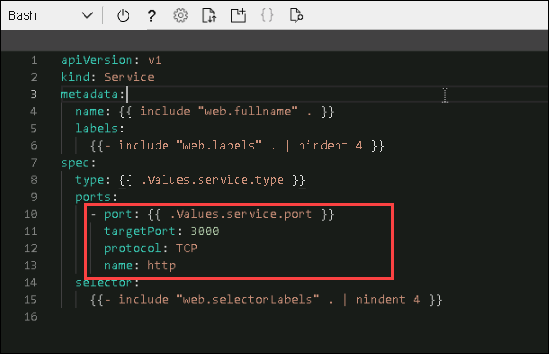 Bash
?
{}
1 apiVersion: v1
2 kind: Service
3 metadata:
4   name: {{ include "web.fullname" . }}
5   labels:
6     {{- include "web.labels" . | nindent 4 }}
7 spec:
8   type: {{ .Values.service.type }}
9   ports:
10     - port: {{ .Values.service.port }}
11       targetPort: 3000
12       protocol: TCP
13       name: http
14   selector:
15     {{- include "web.selectorLabels" . | nindent 4 }}
16